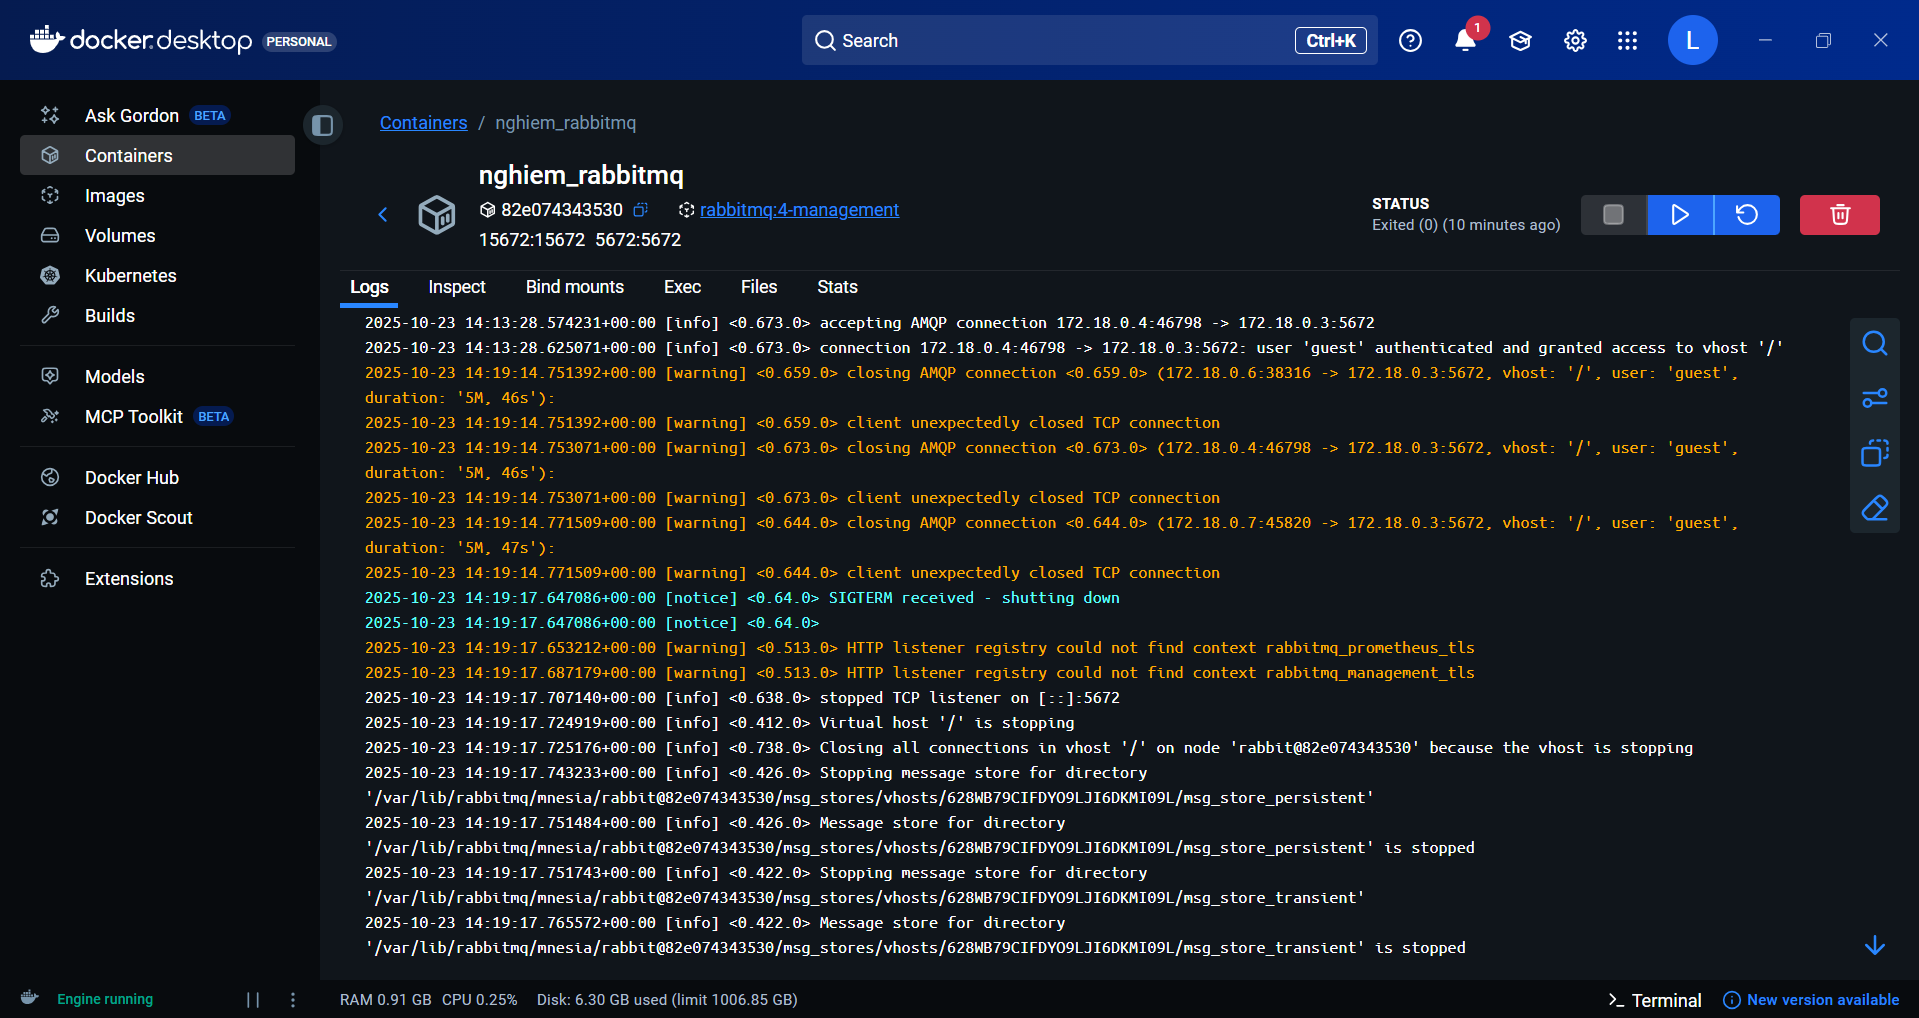 docker.desktop PERSONAL
Search
Ctrl+K
1
L
Ask Gordon BETA
Containers
Images
Volumes
Kubernetes
Builds
Models
MCP Toolkit BETA
Docker Hub
Docker Scout
Extensions
Containers / nghiem_rabbitmq
nghiem_rabbitmq
82e074343530 rabbitmq:4-management
15672:15672 5672:5672
STATUS
Exited (0) (10 minutes ago)
Logs Inspect Bind mounts Exec Files Stats
2025-10-23 14:13:28.574231+00:00 [info] <0.673.0> accepting AMQP connection 172.18.0.4:46798 -> 172.18.0.3:5672
2025-10-23 14:13:28.625071+00:00 [info] <0.673.0> connection 172.18.0.4:46798 -> 172.18.0.3:5672: user 'guest' authenticated and granted access to vhost '/'
2025-10-23 14:19:14.751392+00:00 [warning] <0.659.0> closing AMQP connection <0.659.0> (172.18.0.6:38316 -> 172.18.0.3:5672, vhost: '/', user: 'guest',
duration: '5M, 46s'):
2025-10-23 14:19:14.751392+00:00 [warning] <0.659.0> client unexpectedly closed TCP connection
2025-10-23 14:19:14.753071+00:00 [warning] <0.673.0> closing AMQP connection <0.673.0> (172.18.0.4:46798 -> 172.18.0.3:5672, vhost: '/', user: 'guest',
duration: '5M, 46s'):
2025-10-23 14:19:14.753071+00:00 [warning] <0.673.0> client unexpectedly closed TCP connection
2025-10-23 14:19:14.771509+00:00 [warning] <0.644.0> closing AMQP connection <0.644.0> (172.18.0.7:45820 -> 172.18.0.3:5672, vhost: '/', user: 'guest',
duration: '5M, 47s'):
2025-10-23 14:19:14.771509+00:00 [warning] <0.644.0> client unexpectedly closed TCP connection
2025-10-23 14:19:17.647086+00:00 [notice] <0.64.0> SIGTERM received - shutting down
2025-10-23 14:19:17.647086+00:00 [notice] <0.64.0>
2025-10-23 14:19:17.653212+00:00 [warning] <0.513.0> HTTP listener registry could not find context rabbitmq_prometheus_tls
2025-10-23 14:19:17.687179+00:00 [warning] <0.513.0> HTTP listener registry could not find context rabbitmq_management_tls
2025-10-23 14:19:17.707140+00:00 [info] <0.638.0> stopped TCP listener on [::]:5672
2025-10-23 14:19:17.724919+00:00 [info] <0.412.0> Virtual host '/' is stopping
2025-10-23 14:19:17.725176+00:00 [info] <0.738.0> Closing all connections in vhost '/' on node 'rabbit@82e074343530' because the vhost is stopping
2025-10-23 14:19:17.743233+00:00 [info] <0.426.0> Stopping message store for directory
'/var/lib/rabbitmq/mnesia/rabbit@82e074343530/msg_stores/vhosts/628WB79CIFDYO9LJI6DKMI09L/msg_store_persistent'
2025-10-23 14:19:17.751484+00:00 [info] <0.426.0> Message store for directory
'/var/lib/rabbitmq/mnesia/rabbit@82e074343530/msg_stores/vhosts/628WB79CIFDYO9LJI6DKMI09L/msg_store_persistent' is stopped
2025-10-23 14:19:17.751743+00:00 [info] <0.422.0> Stopping message store for directory
'/var/lib/rabbitmq/mnesia/rabbit@82e074343530/msg_stores/vhosts/628WB79CIFDYO9LJI6DKMI09L/msg_store_transient'
2025-10-23 14:19:17.765572+00:00 [info] <0.422.0> Message store for directory
'/var/lib/rabbitmq/mnesia/rabbit@82e074343530/msg_stores/vhosts/628WB79CIFDYO9LJI6DKMI09L/msg_store_transient' is stopped
Engine running
RAM 0.91 GB CPU 0.25% Disk: 6.30 GB used (limit 1006.85 GB)
Terminal
New version available